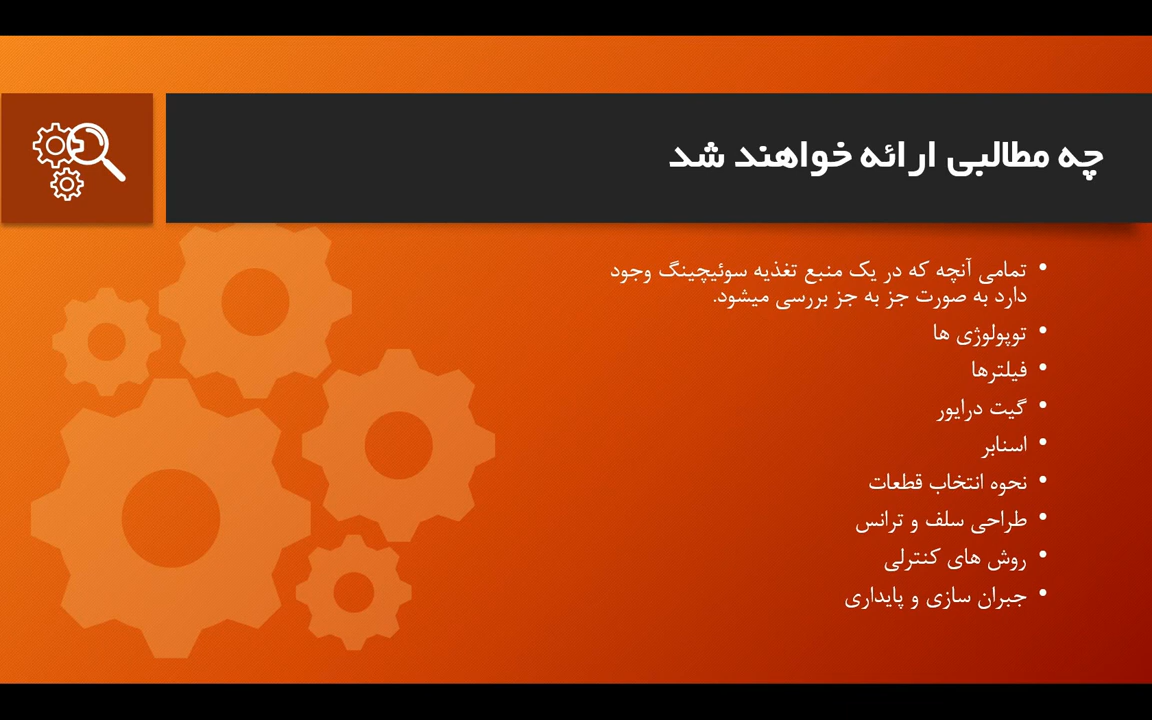 چه مطالبی ارائه خواهند شد
• تمامی آنچه که در یک منبع تغذیه سوئیچینگ وجود
دارد به صورت جز به جز بررسی میشود.
• توپولوژی ها
• فیلترها
• گیت درایور
• اسنابر
• نحوه انتخاب قطعات
• طراحی سلف و ترانس
• روش های کنترلی
• جبران سازی و پایداری